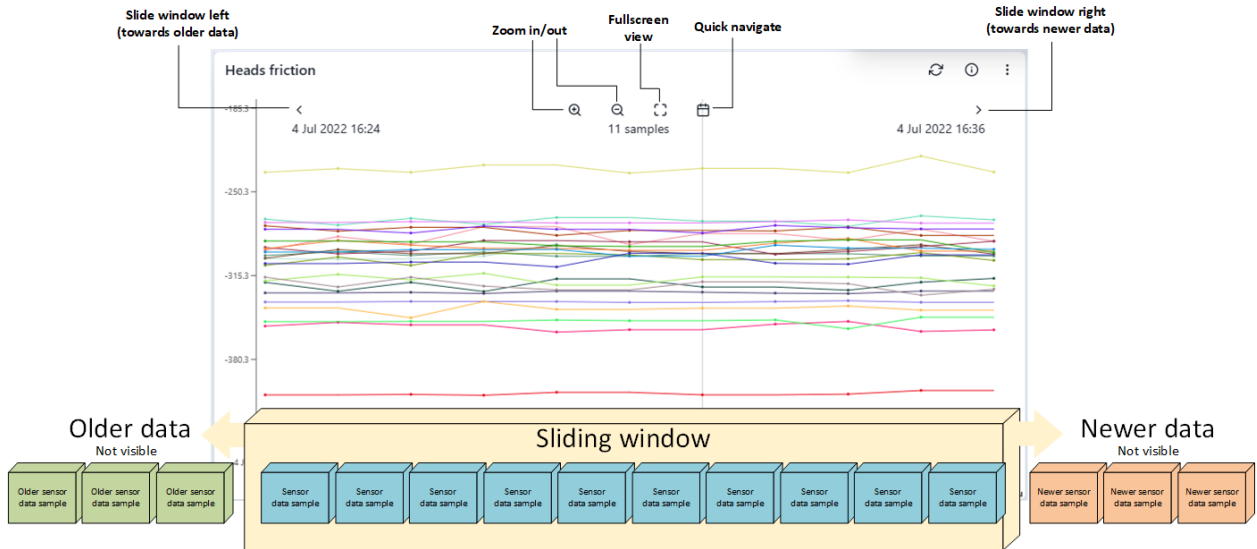 Slide window left
(towards older data)
Zoom in/out
Fullscreen
view
Quick navigate
Slide window right
(towards newer data)
Heads friction
-185.3
4 Jul 2022 16:24
11 samples
4 Jul 2022 16:36
-250.3
-315.3
-380.3
Older data
Not visible
Sliding window
Newer data
Not visible
Older sensor
data sample
Older sensor
data sample
Older sensor
data sample
Sensor
data sample
Sensor
data sample
Sensor
data sample
Sensor
data sample
Sensor
data sample
Sensor
data sample
Sensor
data sample
Sensor
data sample
Sensor
data sample
Sensor
data sample
Newer sensor
data sample
Newer sensor
data sample
Newer sensor
data sample